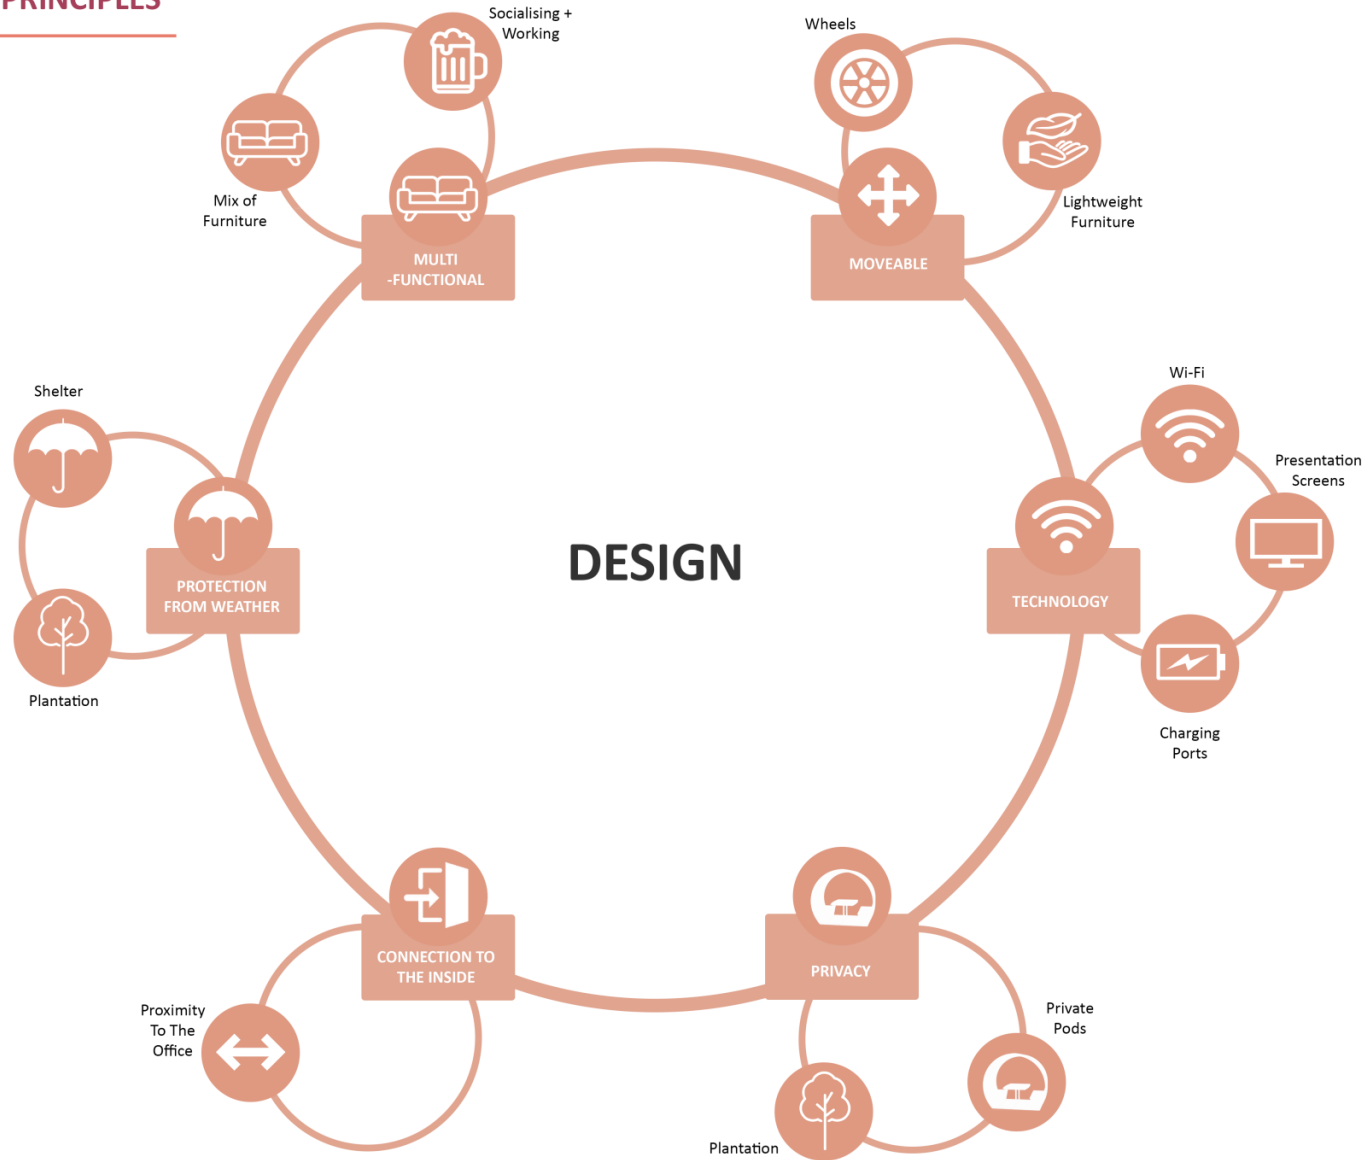 PRINCIPLES
Socialising +
Working
Wheels
Mix of
Furniture
Lightweight
Furniture
MULTI
-FUNCTIONAL
MOVEABLE
Shelter
Wi-Fi
Presentation
Screens
DESIGN
PROTECTION
FROM WEATHER
TECHNOLOGY
Plantation
Charging
Ports
CONNECTION TO
THE INSIDE
PRIVACY
Proximity
To The
Office
Private
Pods
Plantation